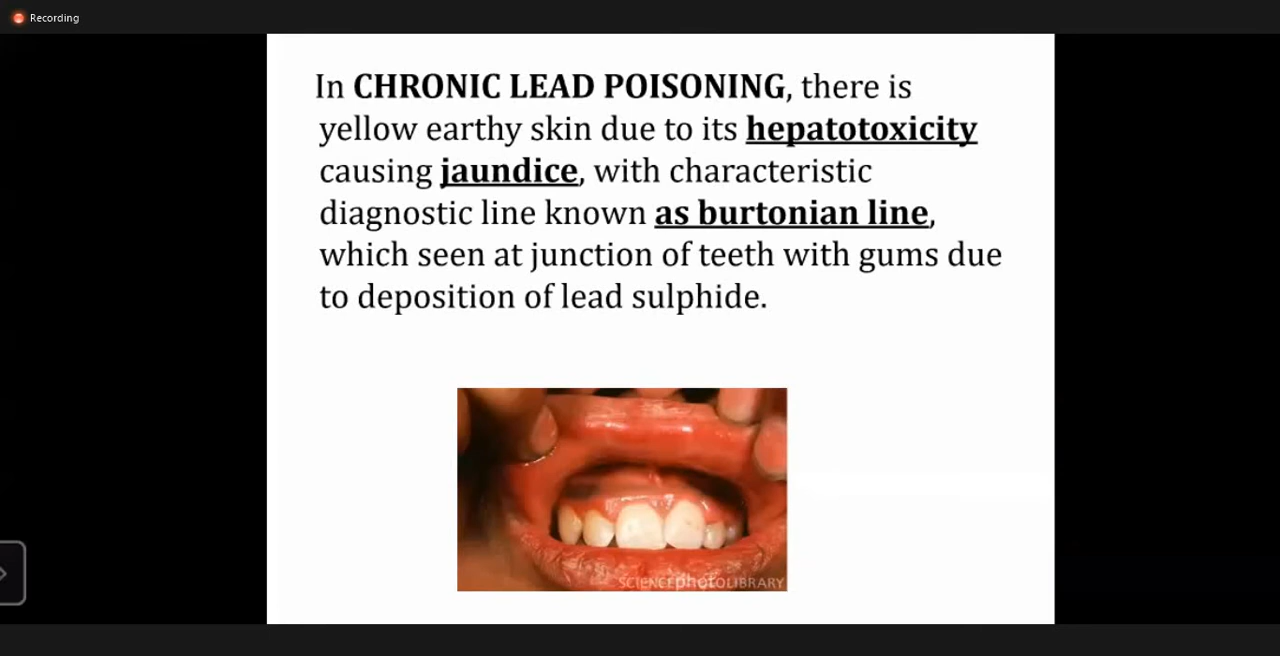 Recording
In CHRONIC LEAD POISONING, there is
yellow earthy skin due to its hepatotoxicity
causing jaundice, with characteristic
diagnostic line known as burtonian line,
which seen at junction of teeth with gums due
to deposition of lead sulphide.
SCIENCEphotoLIBRARY